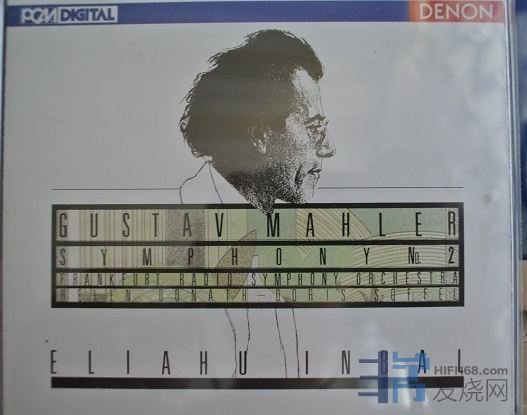 PCM DIGITAL
DENON
GUSTAV MAHLER
SYMPHONY No. 2
FRANKFURT RADIO SYMPHONY ORCHESTRA
HELEN DONATH-DORIS SOFFEL
ELIAHU INBAL
HIFI468.com
发烧网